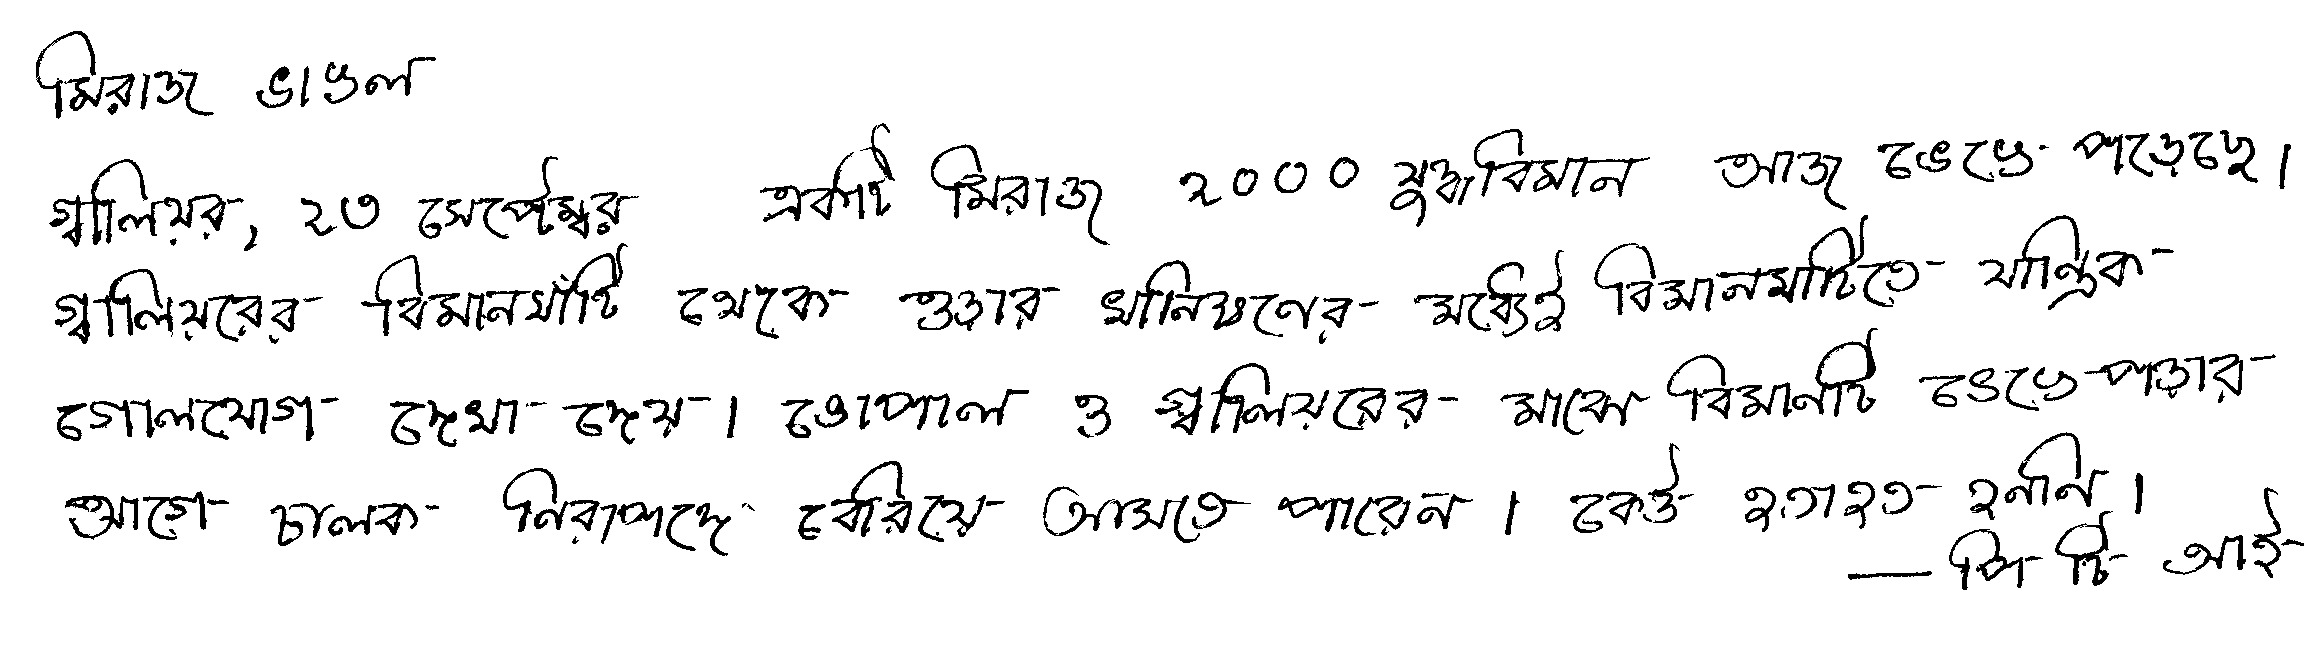 মিরাজ ভাঙল
গ্বালিয়র, ২৩ সেপ্টেম্বর একটি মিরাজ ২০০০ যুদ্ধবিমান আজ ভেঙে পড়েছে।
গ্বালিয়রের বিমানঘাঁটি থেকে ওড়ার খানিক্ষণের মধ্যেই বিমানঘাটিতে যান্ত্রিক
গোলযোগ দেখা দেয়। ভোপাল ও গ্বালিয়রের মাঝে বিমানটি ভেঙে পড়ার
আগে চালক নিরাপদে বেরিয়ে আসতে পারেন। কেউ হতাহত হননি।
— পি টি আই